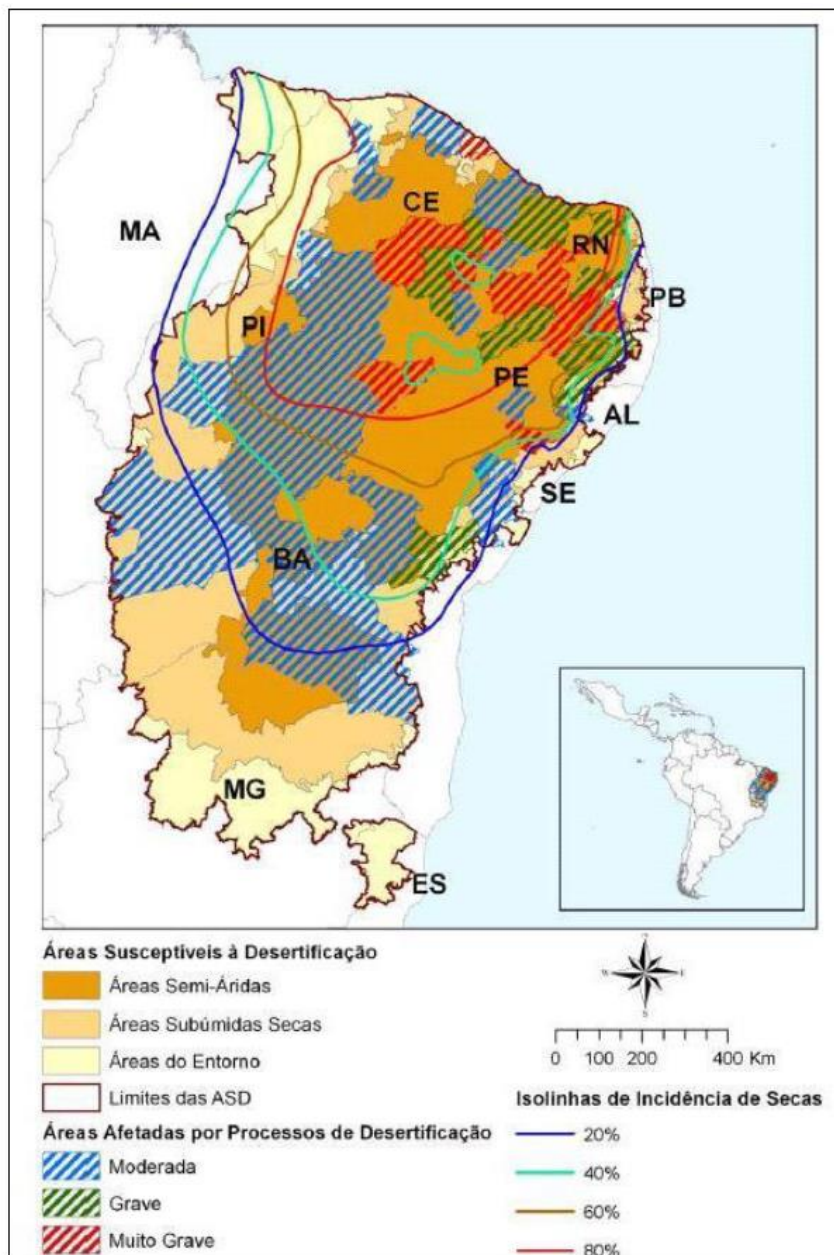 CE
MA
RN
PB
PI
PE
AL
SE
BA
MG
ES
Áreas Susceptíveis à Desertificação
Áreas Semi-Áridas
Áreas Subúmidas Secas
Áreas do Entorno
Limites das ASD
Áreas Afetadas por Processos de Desertificação
Moderada
Grave
Muito Grave
N
W
E
S
0 100 200 400 Km
Isolinhas de Incidência de Secas
20%
40%
60%
80%